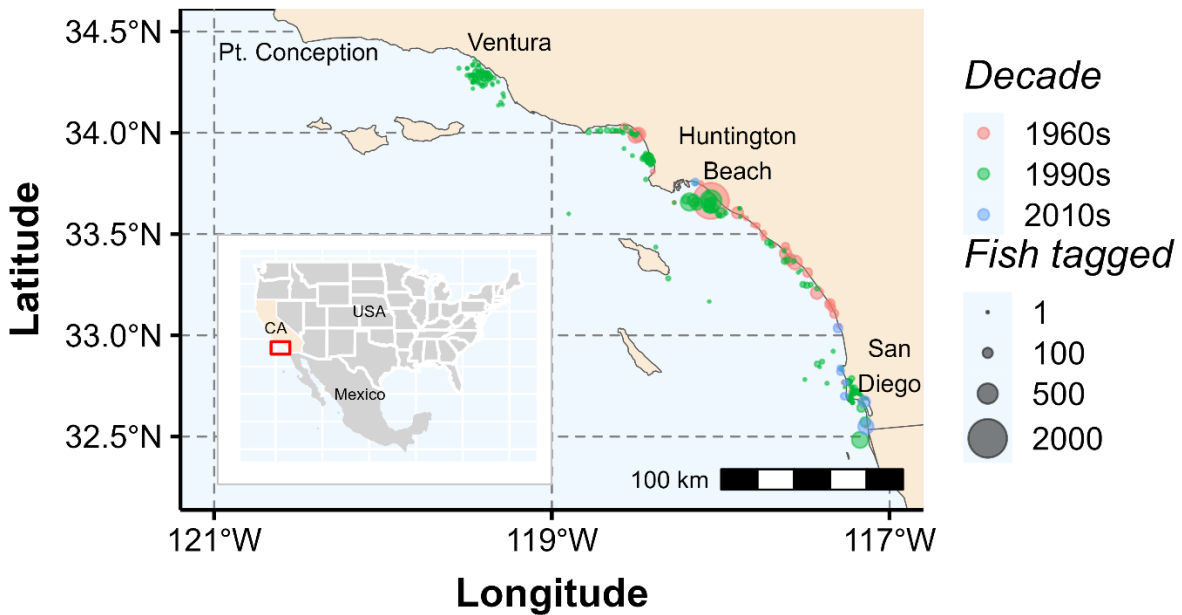 34.5°N
34.0°N
33.5°N
33.0°N
32.5°N
Latitude
Pt. Conception
Ventura
Huntington
Beach
San
Diego
USA
CA
Mexico
100 km
121°W
119°W
117°W
Longitude
Decade
1960s
1990s
2010s
Fish tagged
1
100
500
2000